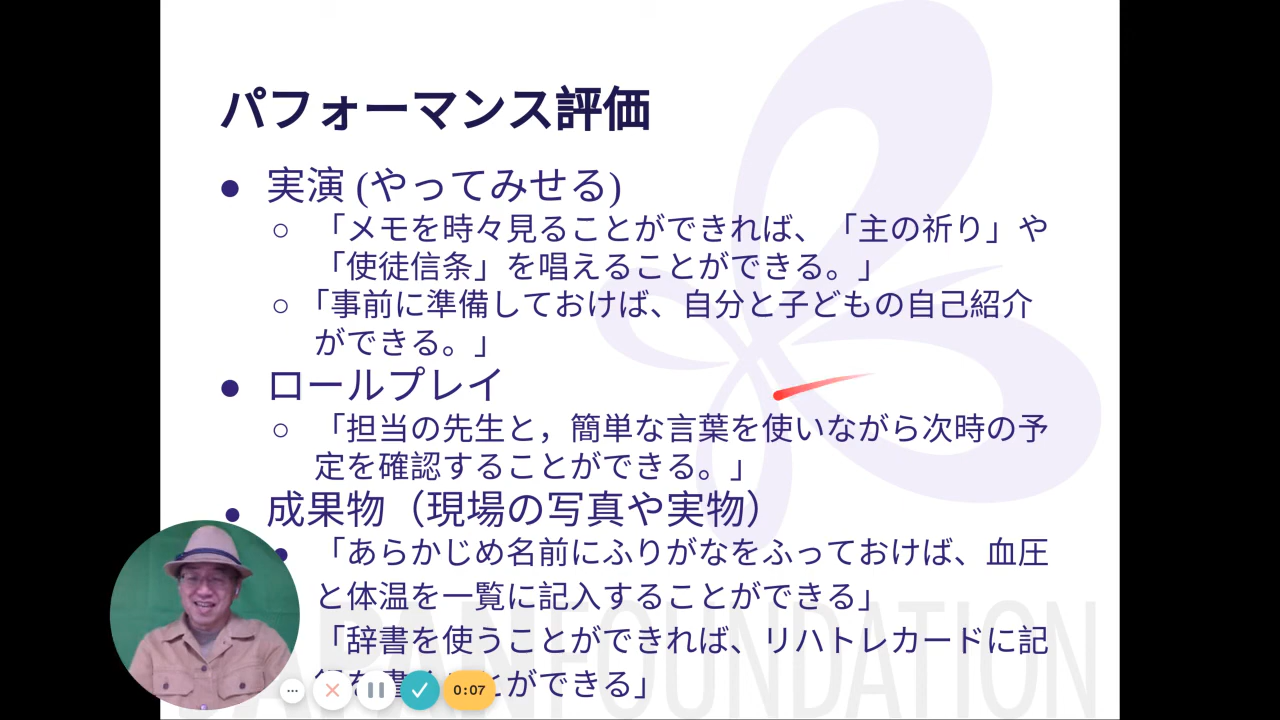 パフォーマンス評価
● 実演 (やってみせる)
○ 「メモを時々見ることができれば、「主の祈り」や
「使徒信条」を唱えることができる。」
○ 「事前に準備しておけば、自分と子どもの自己紹介
ができる。」
● ロールプレイ
○ 「担当の先生と，簡単な言葉を使いながら次時の予
定を確認することができる。」
● 成果物（現場の写真や実物）
● 「あらかじめ名前にふりがなをふっておけば、血圧
と体温を一覧に記入することができる」
「辞書を使うことができれば、リハトレカードに記
ができる」
0:07
JAPANFOUNDATION